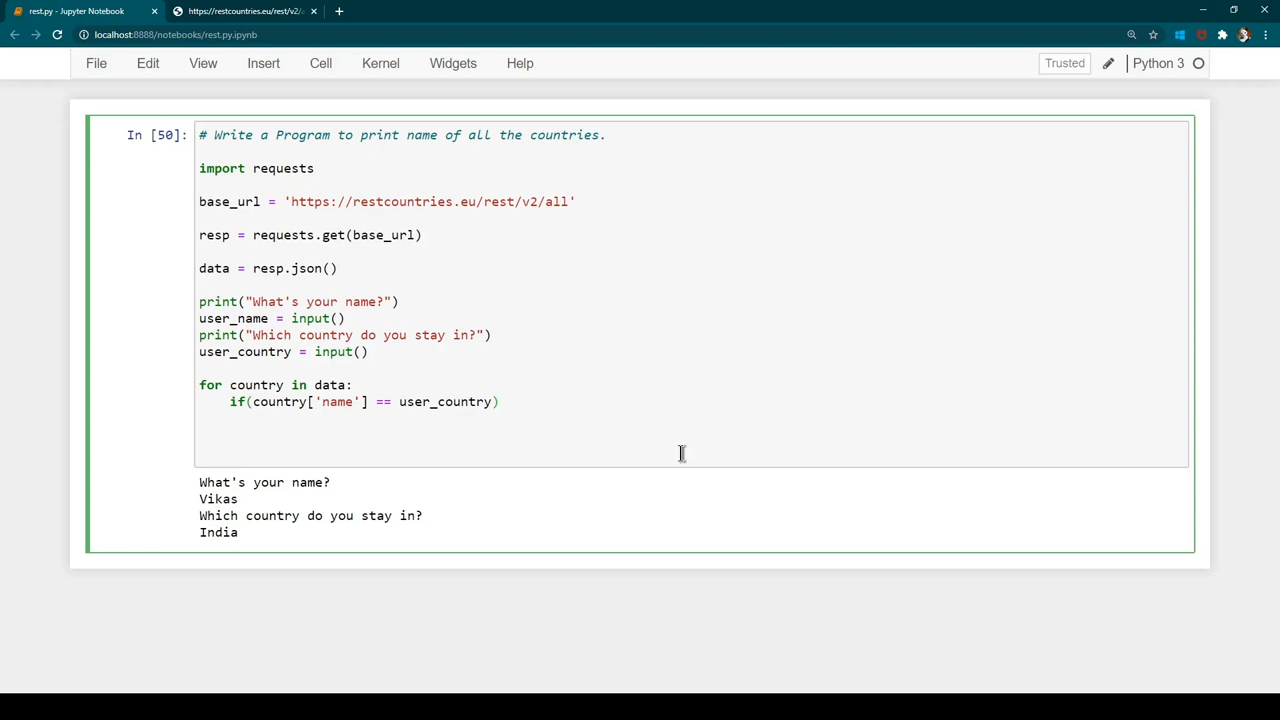 rest.py - Jupyter Notebook
https://restcountries.eu/rest/v2/a
localhost:8888/notebooks/rest.py.ipynb
File Edit View Insert Cell Kernel Widgets Help Trusted Python 3
In [50]: # Write a Program to print name of all the countries.
import requests
base_url = 'https://restcountries.eu/rest/v2/all'
resp = requests.get(base_url)
data = resp.json()
print("What's your name?")
user_name = input()
print("Which country do you stay in?")
user_country = input()
for country in data:
    if(country['name'] == user_country)
What's your name?
Vikas
Which country do you stay in?
India